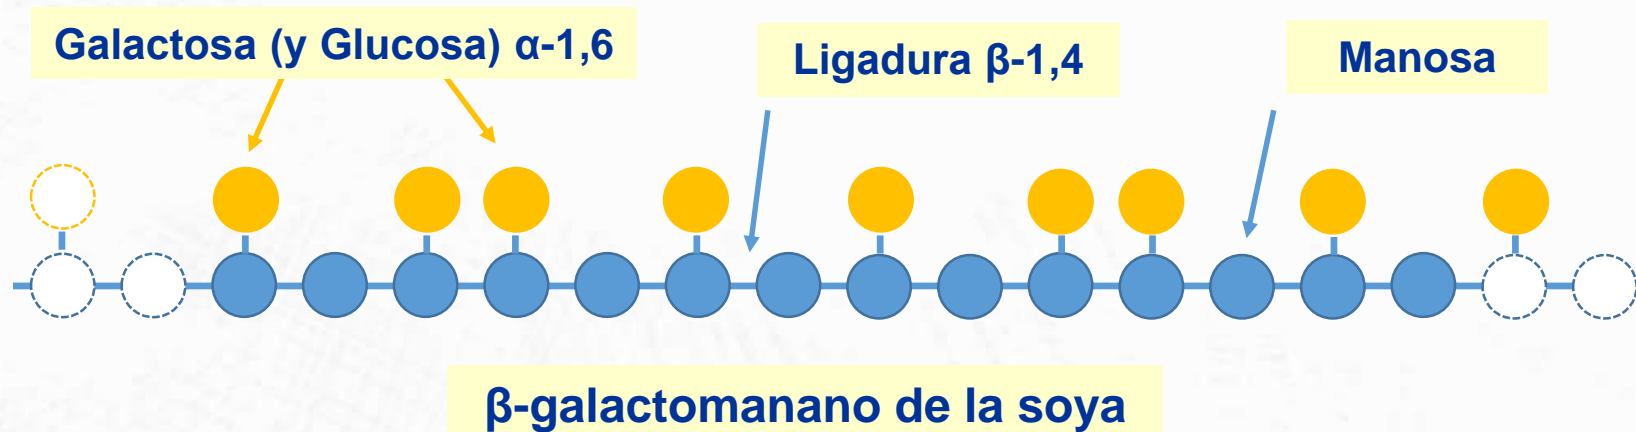 Galactosa (y Glucosa) α-1,6
Ligadura β-1,4
Manosa
β-galactomanano de la soya